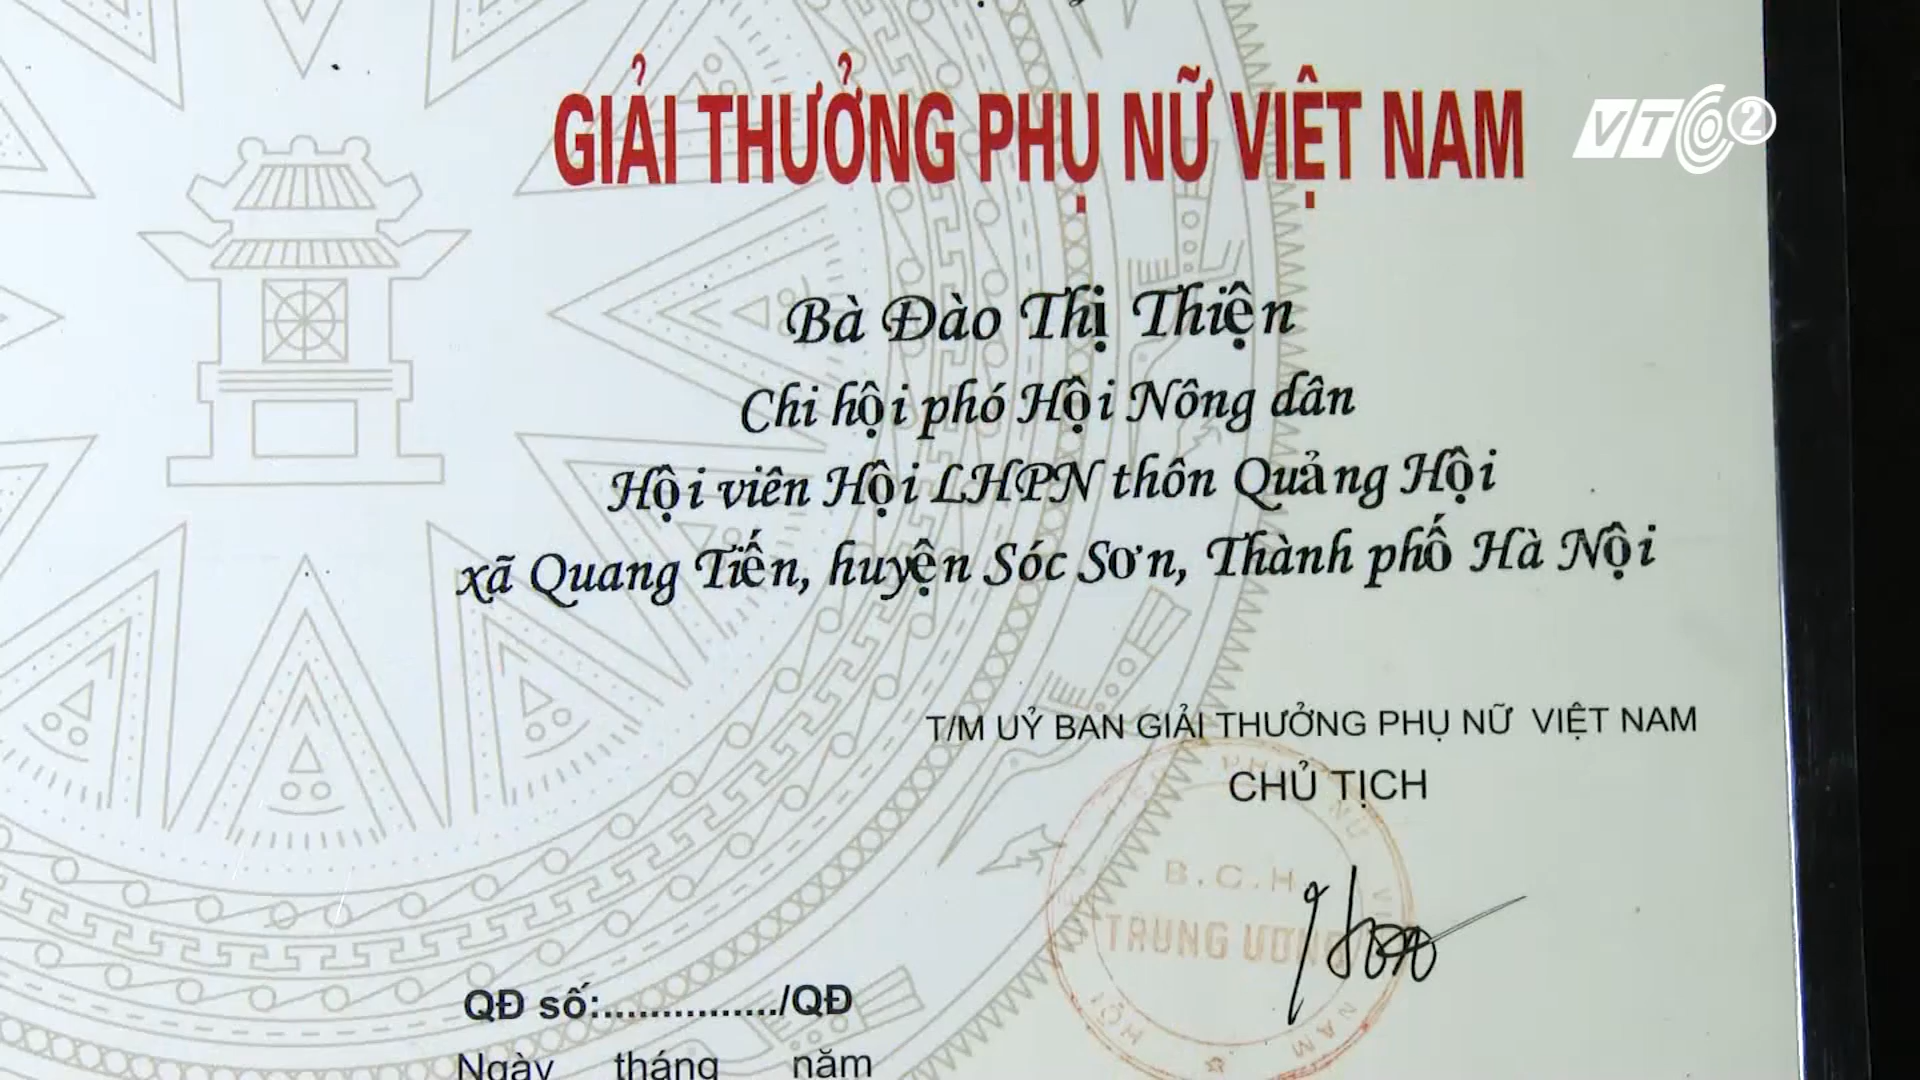 GIẢI THƯỞNG PHỤ NỮ VIỆT NAM
VTC2
Bà Đào Thị Thiện
Chi hội phó Hội Nông dân
Hội viên Hội LHPN thôn Quảng Hội
xã Quang Tiến, huyện Sóc Sơn, Thành phố Hà Nội
T/M UỶ BAN GIẢI THƯỞNG PHỤ NỮ VIỆT NAM
CHỦ TỊCH
B.C.H
TRUNG ƯƠNG
QĐ số:................/QĐ
Ngày tháng năm